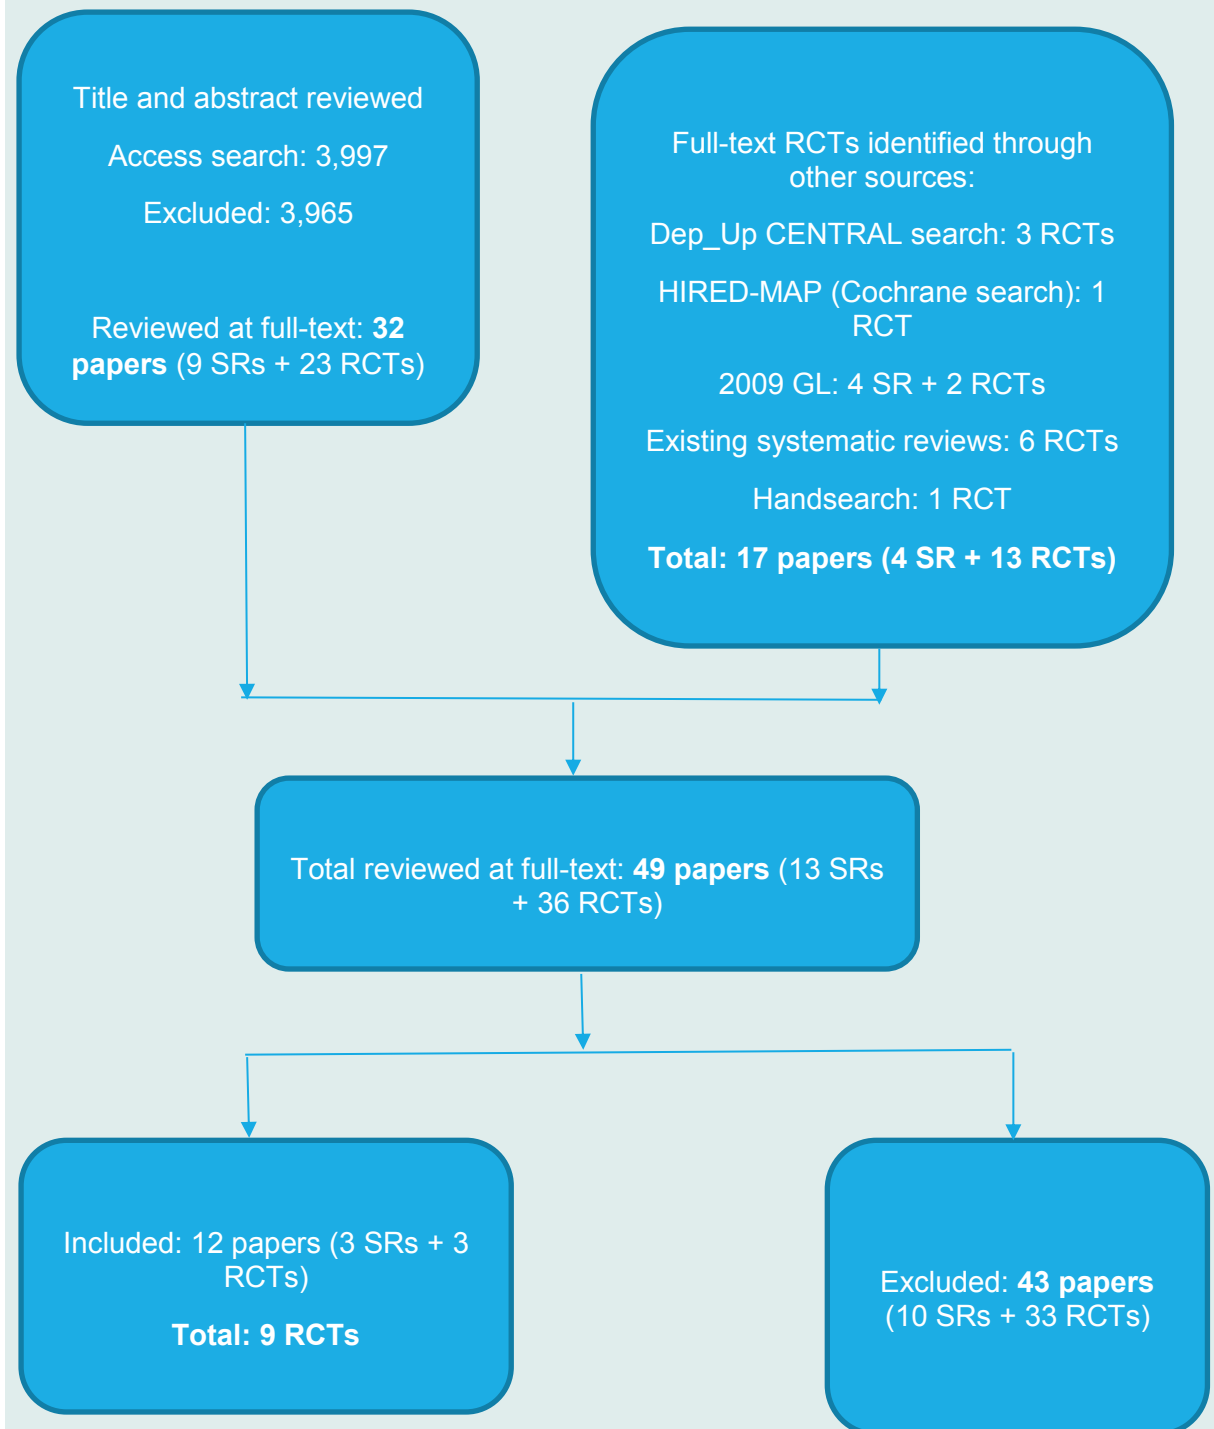 Title and abstract reviewed
Access search: 3,997
Excluded: 3,965
Reviewed at full-text: 32
papers (9 SRs + 23 RCTs)
Full-text RCTs identified through
other sources:
Dep_Up CENTRAL search: 3 RCTs
HIRED-MAP (Cochrane search): 1
RCT
2009 GL: 4 SR + 2 RCTs
Existing systematic reviews: 6 RCTs
Handsearch: 1 RCT
Total: 17 papers (4 SR + 13 RCTs)
Total reviewed at full-text: 49 papers (13 SRs
+ 36 RCTs)
Included: 12 papers (3 SRs + 3
RCTs)
Total: 9 RCTs
Excluded: 43 papers
(10 SRs + 33 RCTs)